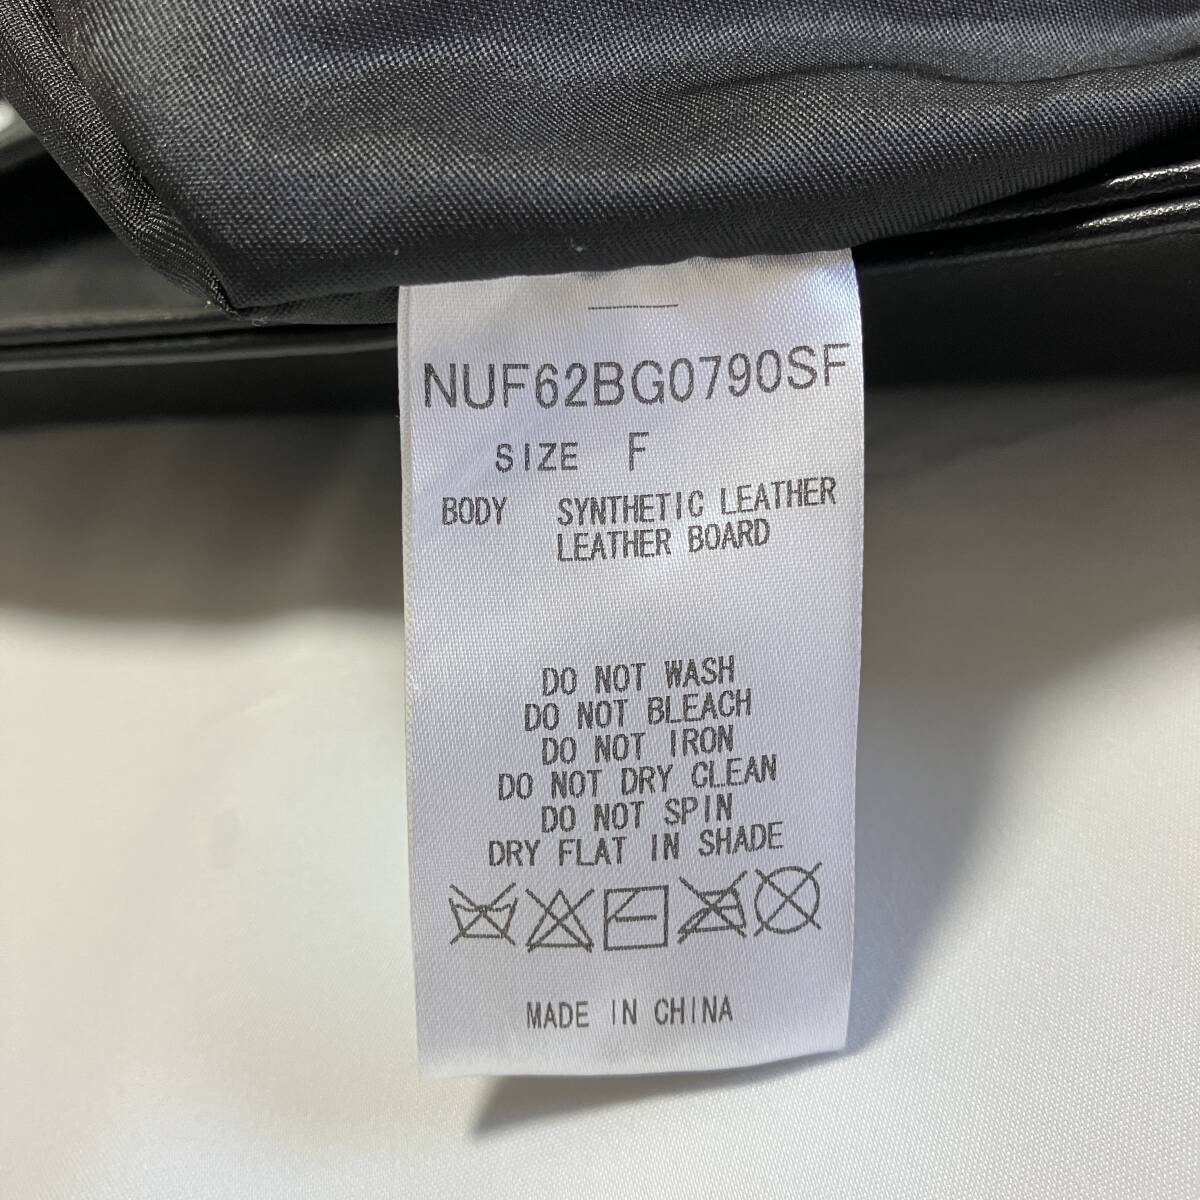 NUF62BG0790SF
SIZE F
BODY SYNTHETIC LEATHER
LEATHER BOARD
DO NOT WASH
DO NOT BLEACH
DO NOT IRON
DO NOT DRY CLEAN
DO NOT SPIN
DRY FLAT IN SHADE
MADE IN CHINA